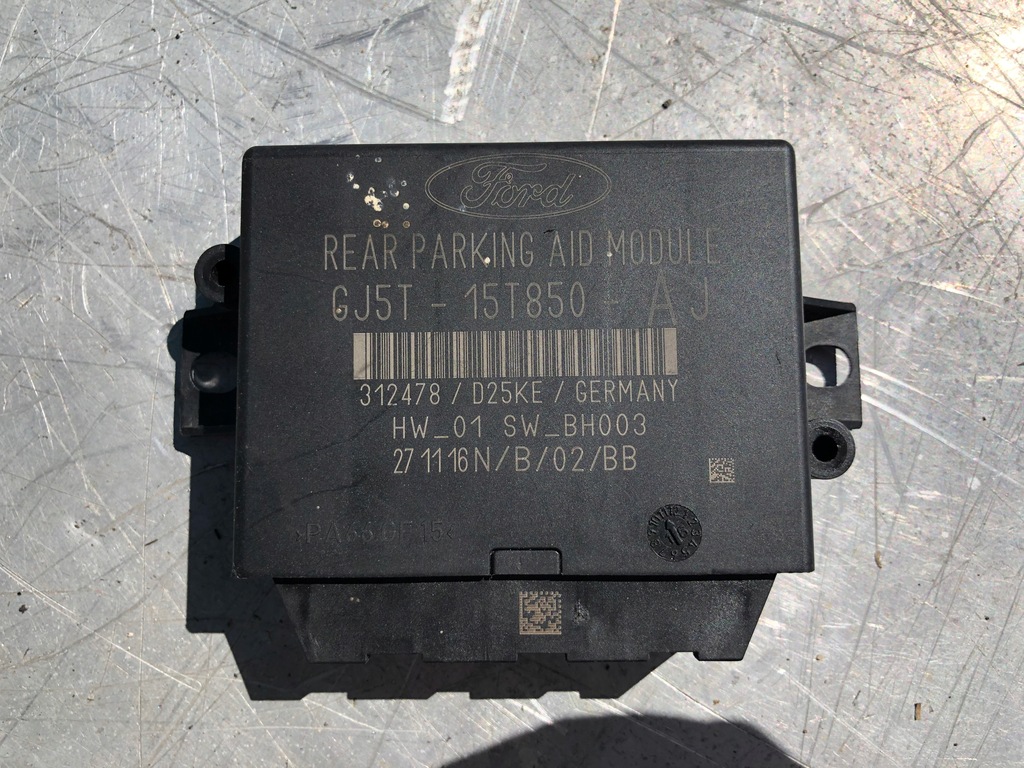 Ford
REAR PARKING AID MODULE
GJ5T - 15T850 - AJ
312478 / D25KE / GERMANY
HW_01 SW_BH003
27 11 16 N/B/02/BB